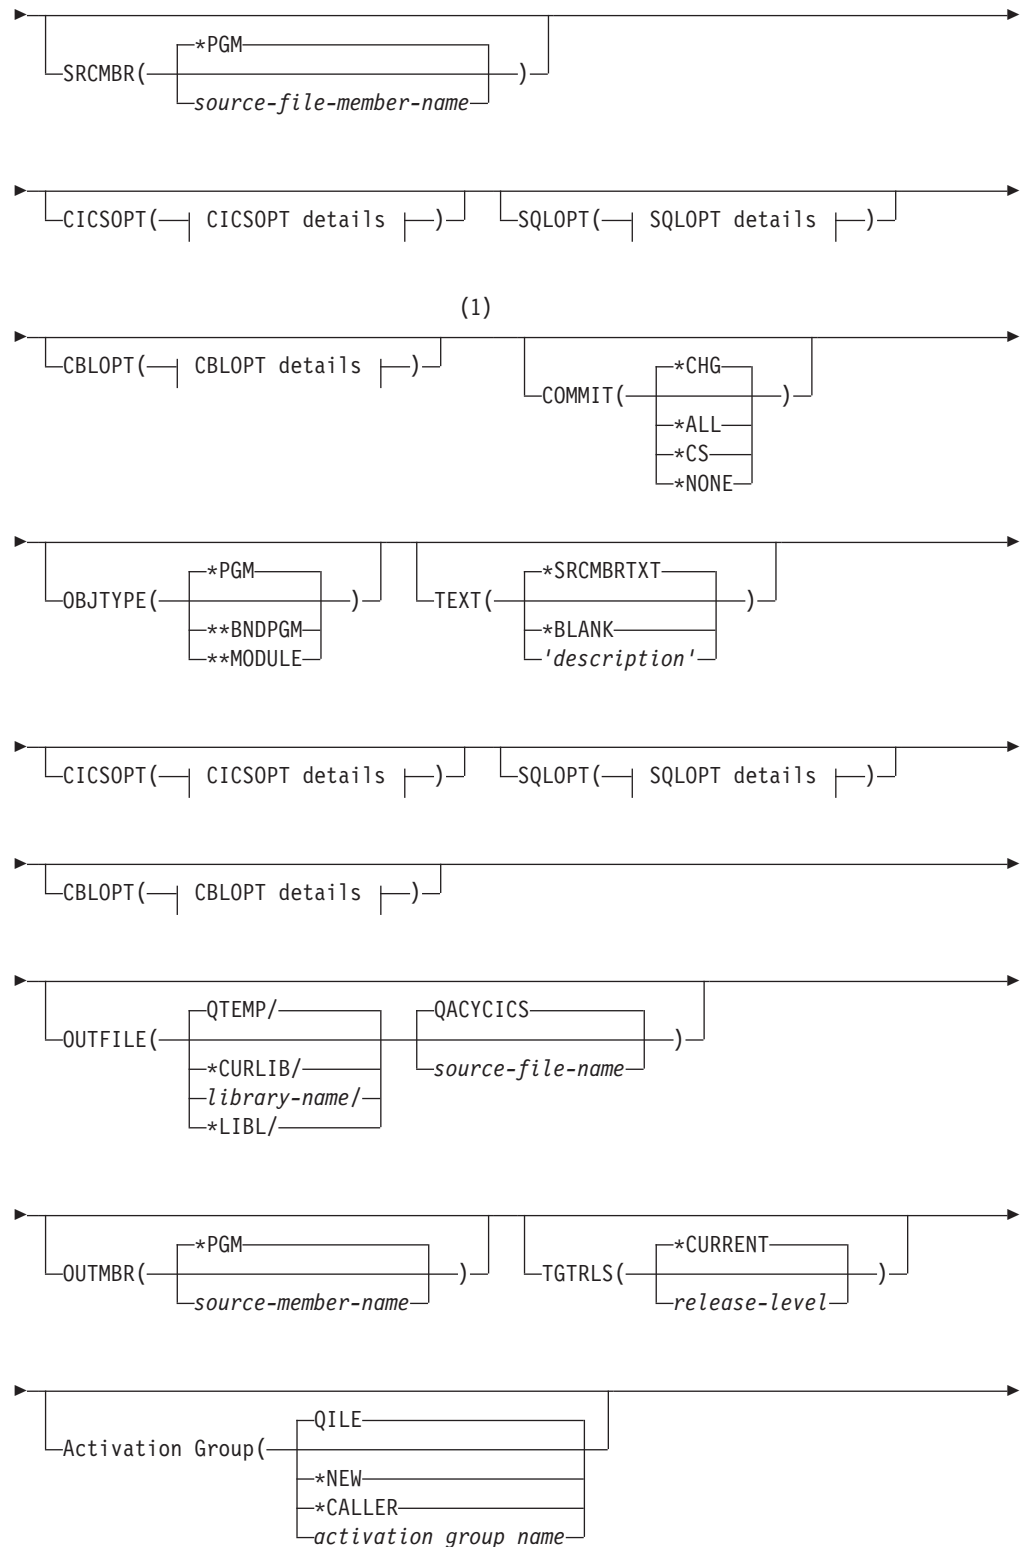 *PGM
SRCMBR( )
source-file-member-name
CICSOPT( CICSOPT details ) SQLOPT( SQLOPT details )
(1)
CBLOPT( CBLOPT details )
*CHG
COMMIT( )
*ALL
*CS
*NONE
*PGM *SRCMBRTXT
OBJTYPE( ) TEXT( )
**BNDPGM *BLANK
**MODULE 'description'
CICSOPT( CICSOPT details ) SQLOPT( SQLOPT details )
CBLOPT( CBLOPT details )
QTEMP/ QACYCICS
OUTFILE( )
*CURLIB/ source-file-name
library-name/
*LIBL/
*PGM *CURRENT
OUTMBR( ) TGTRLS( )
source-member-name release-level
QILE
Activation Group(
*NEW
*CALLER
activation group name